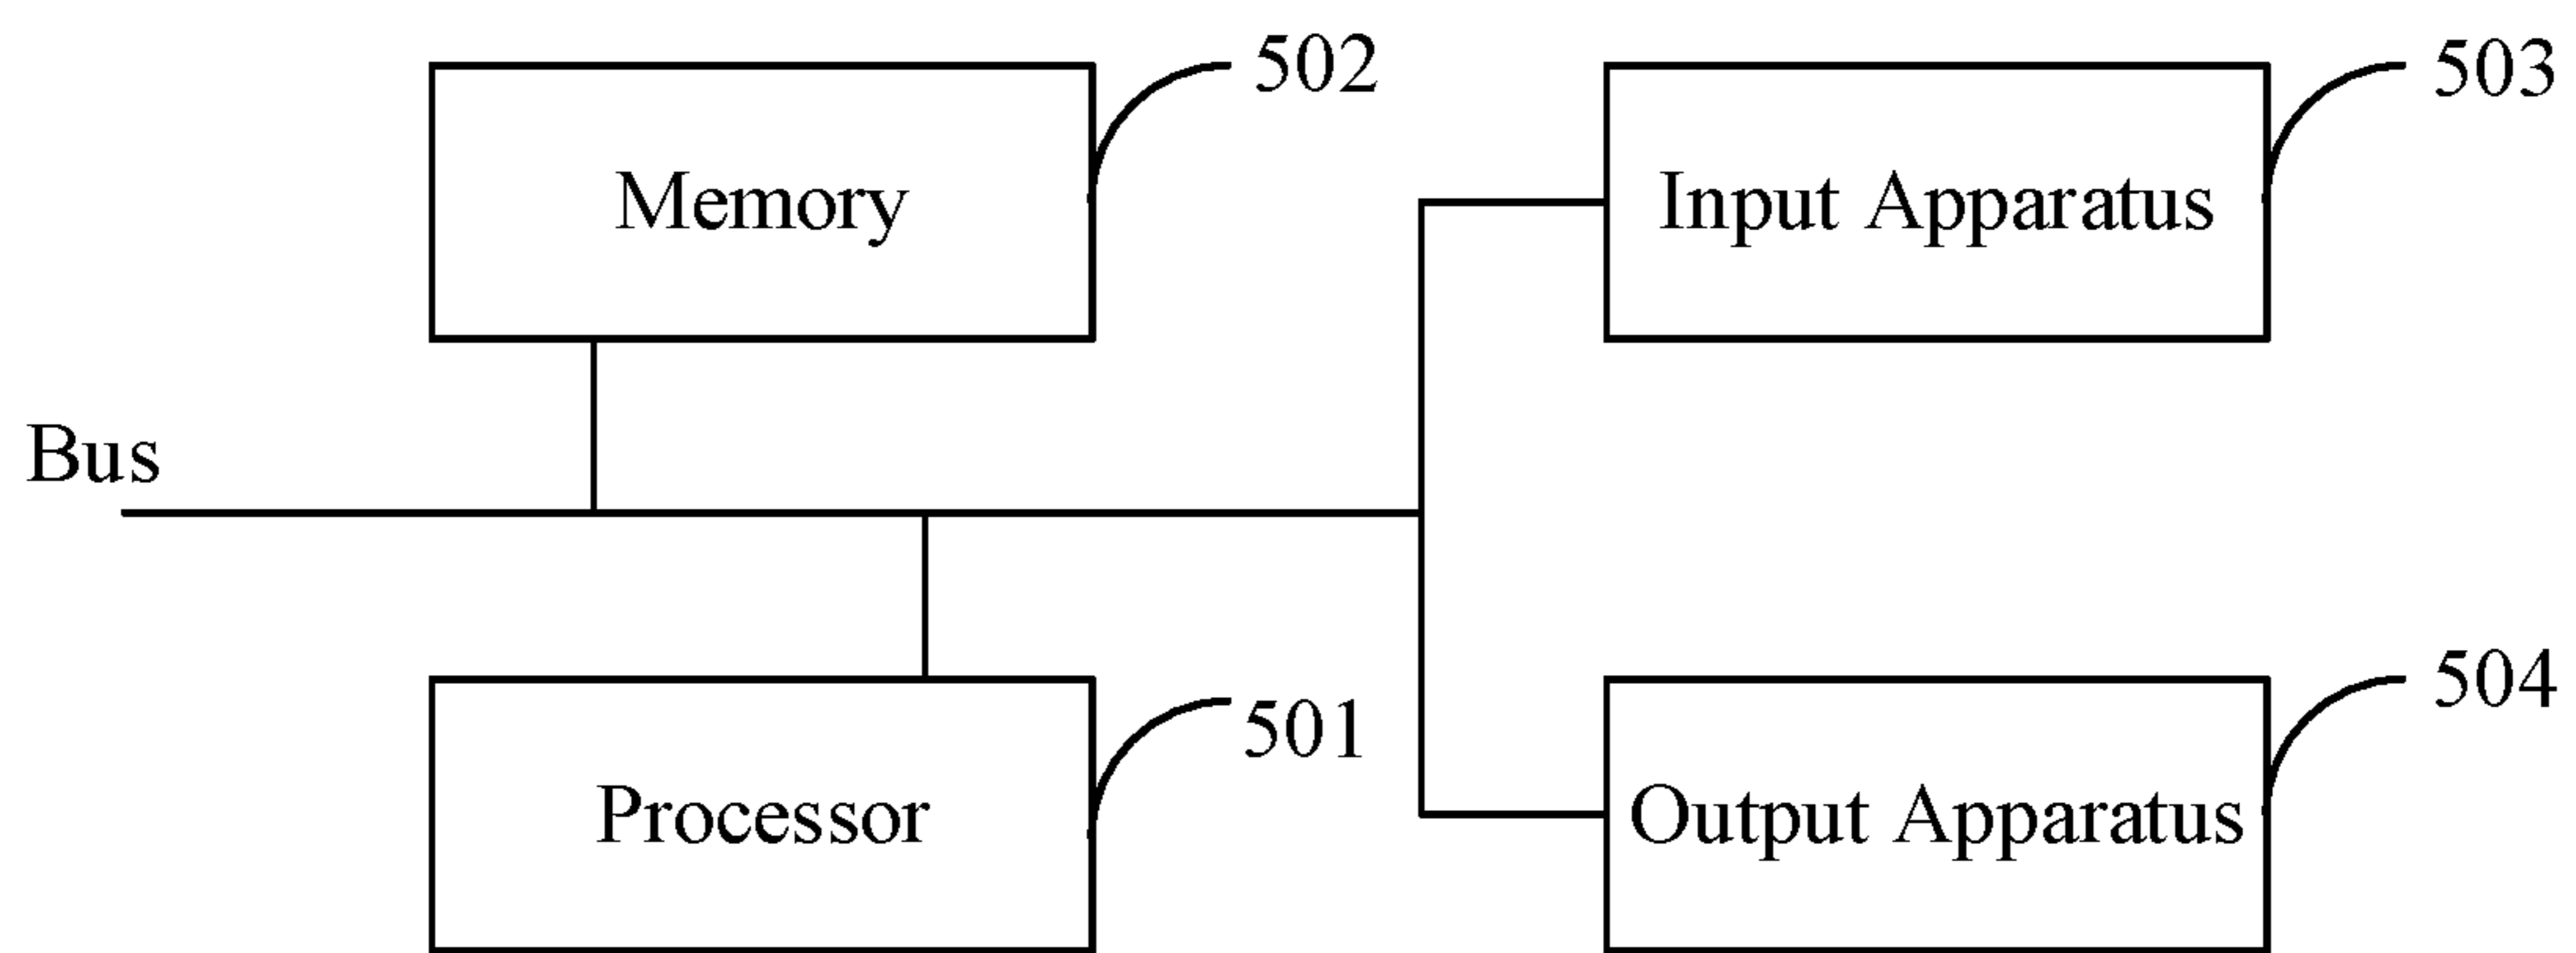 502
503
Memory
Input Apparatus
Bus
501
504
Processor
Output Apparatus